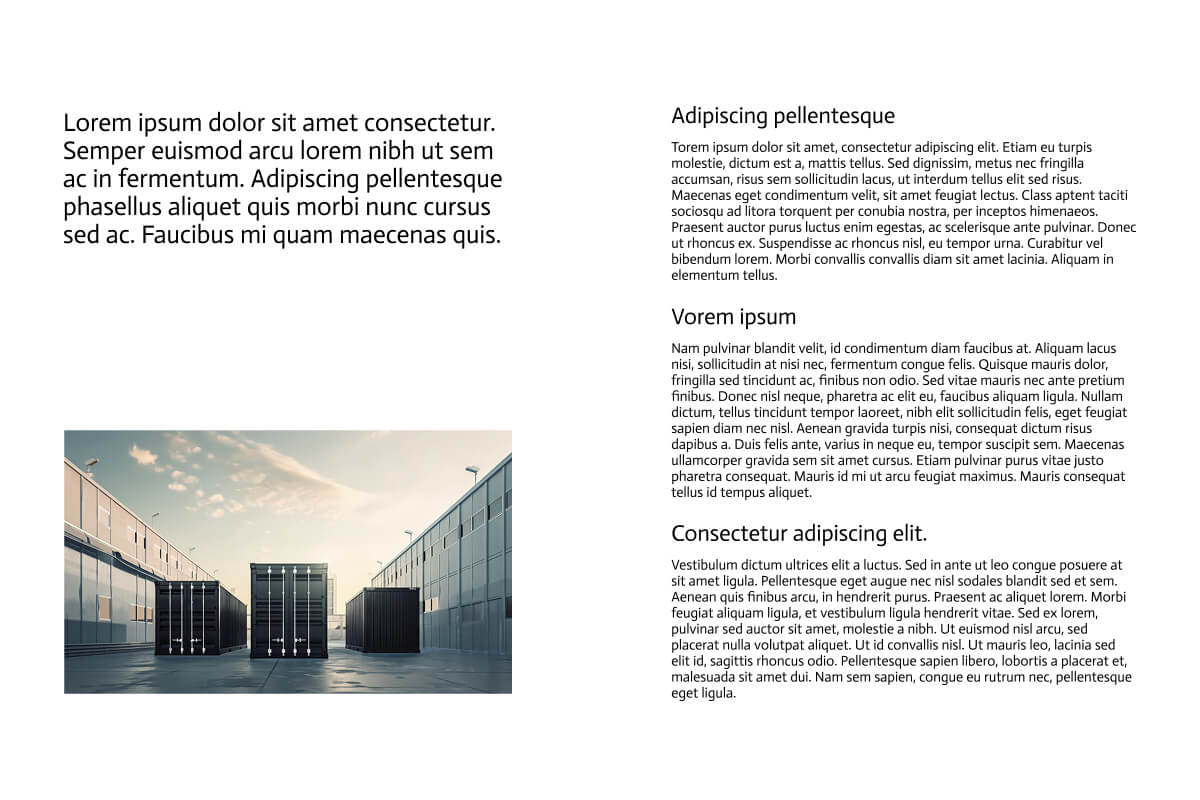 Lorem ipsum dolor sit amet consectetur.
Semper euismod arcu lorem nibh ut sem
ac in fermentum. Adipiscing pellentesque
phasellus aliquet quis morbi nunc cursus
sed ac. Faucibus mi quam maecenas quis.
Adipiscing pellentesque
Torem ipsum dolor sit amet, consectetur adipiscing elit. Etiam eu turpis
molestie, dictum est a, mattis tellus. Sed dignissim, metus nec fringilla
accumsan, risus sem sollicitudin lacus, ut interdum tellus elit sed risus.
Maecenas eget condimentum velit, sit amet feugiat lectus. Class aptent taciti
sociosqu ad litora torquent per conubia nostra, per inceptos himenaeos.
Praesent auctor purus luctus enim egestas, ac scelerisque ante pulvinar. Donec
ut rhoncus ex. Suspendisse ac rhoncus nisl, eu tempor urna. Curabitur vel
bibendum lorem. Morbi convallis convallis diam sit amet lacinia. Aliquam in
elementum tellus.
Vorem ipsum
Nam pulvinar blandit velit, id condimentum diam faucibus at. Aliquam lacus
nisi, sollicitudin at nisi nec, fermentum congue felis. Quisque mauris dolor,
fringilla sed tincidunt ac, finibus non odio. Sed vitae mauris nec ante pretium
finibus. Donec nisl neque, pharetra ac elit eu, faucibus aliquam ligula. Nullam
dictum, tellus tincidunt tempor laoreet, nibh elit sollicitudin felis, eget feugiat
sapien diam nec nisl. Aenean gravida turpis nisi, consequat dictum risus
dapibus a. Duis felis ante, varius in neque eu, tempor suscipit sem. Maecenas
ullamcorper gravida sem sit amet cursus. Etiam pulvinar purus vitae justo
pharetra consequat. Mauris id mi ut arcu feugiat maximus. Mauris consequat
tellus id tempus aliquet.
Consectetur adipiscing elit.
Vestibulum dictum ultrices elit a luctus. Sed in ante ut leo congue posuere at
sit amet ligula. Pellentesque eget augue nec nisl sodales blandit sed et sem.
Aenean quis finibus arcu, in hendrerit purus. Praesent ac aliquet lorem. Morbi
feugiat aliquam ligula, et vestibulum ligula hendrerit vitae. Sed ex lorem,
pulvinar sed auctor sit amet, molestie a nibh. Ut euismod nisl arcu, sed
placerat nulla volutpat aliquet. Ut id convallis nisl. Ut mauris leo, lacinia sed
elit id, sagittis rhoncus odio. Pellentesque sapien libero, lobortis a placerat et,
malesuada sit amet dui. Nam sem sapien, congue eu rutrum nec, pellentesque
eget ligula.